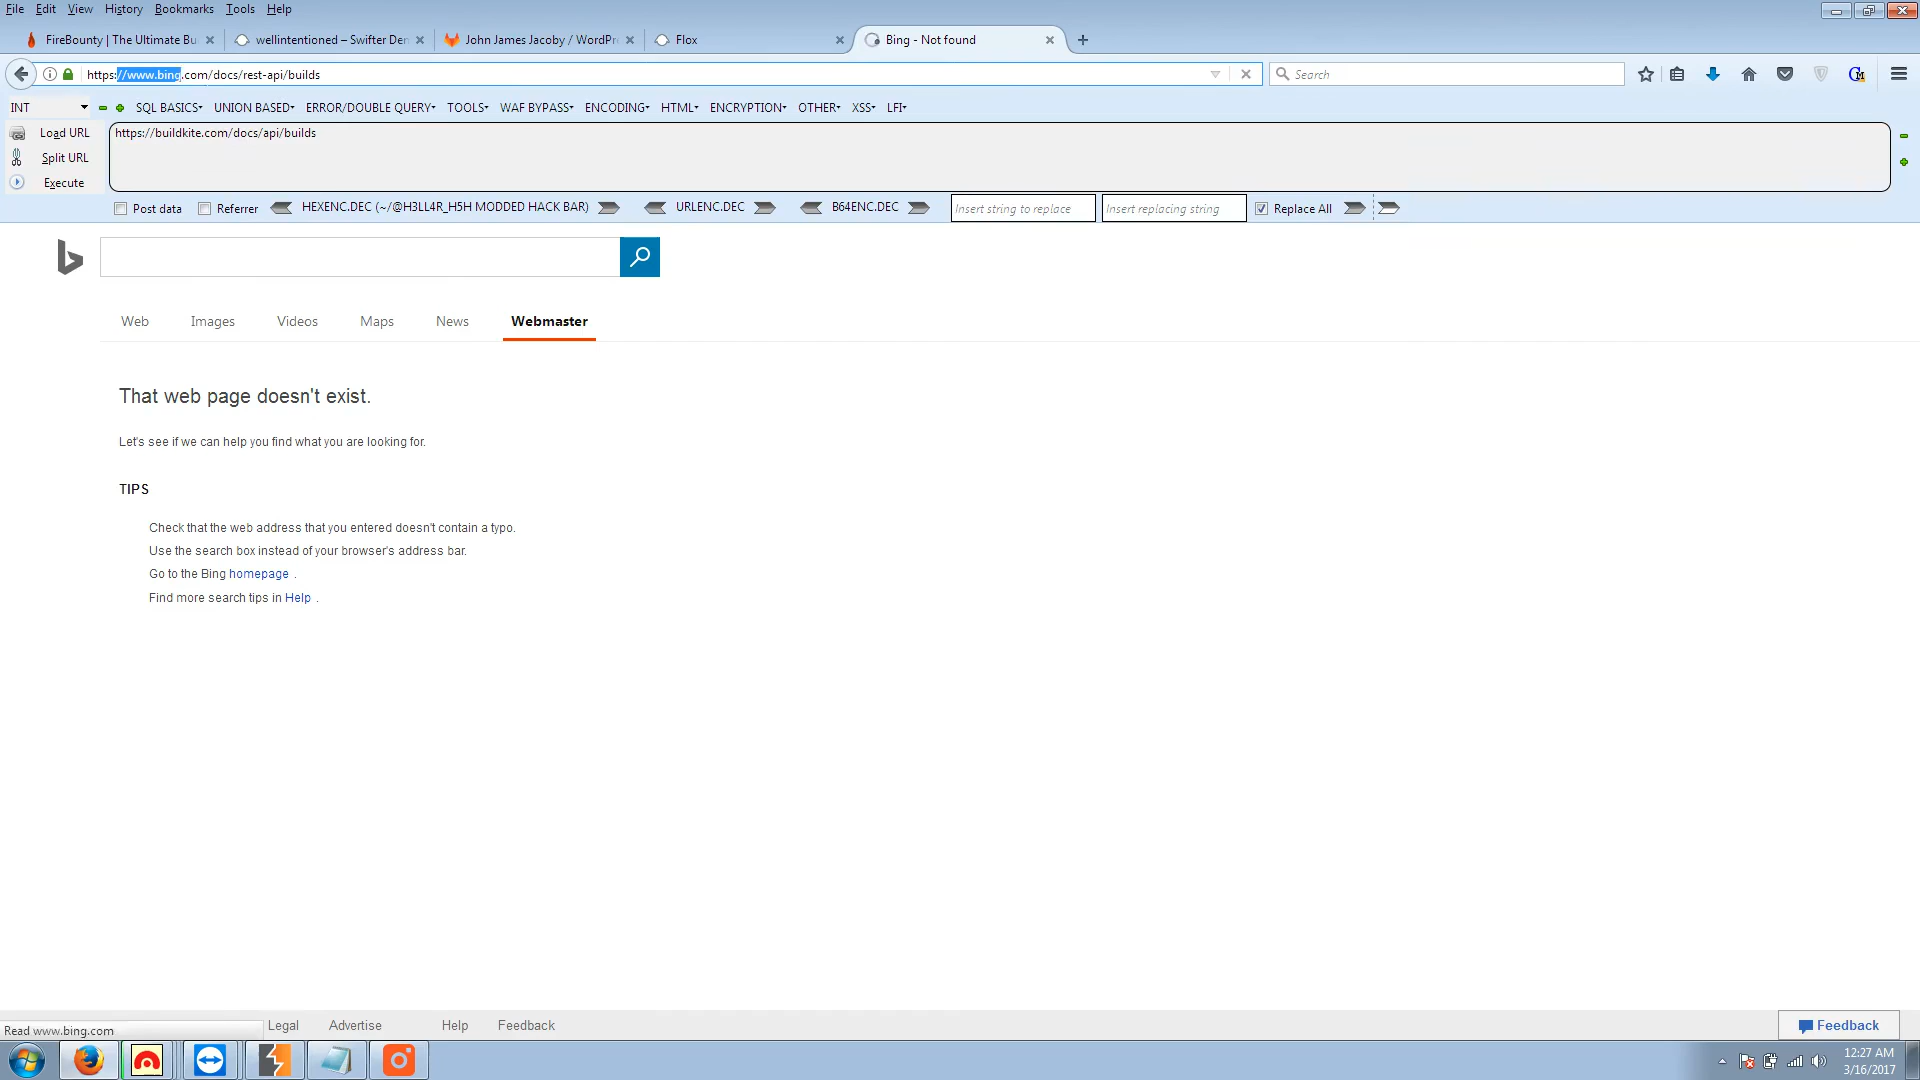 File Edit View History Bookmarks Tools Help
FireBounty | The Ultimate Bu
wellintentioned – Swifter Der
John James Jacoby / WordPr
Flox
Bing - Not found
https://www.bing.com/docs/rest-api/builds
Search
INT
SQL BASICS UNION BASED ERROR/DOUBLE QUERY TOOLS WAF BYPASS ENCODING HTML ENCRYPTION OTHER XSS LFI
Load URL
https://buildkite.com/docs/api/builds
Split URL
Execute
Post data Referrer HEXENC.DEC (~/@H3LL4R_H5H MODDED HACK BAR) URLENC.DEC B64ENC.DEC Insert string to replace Insert replacing string Replace All
Web Images Videos Maps News Webmaster
That web page doesn't exist.
Let's see if we can help you find what you are looking for.
TIPS
Check that the web address that you entered doesn't contain a typo.
Use the search box instead of your browser's address bar.
Go to the Bing homepage .
Find more search tips in Help .
Read www.bing.com
Legal Advertise Help Feedback
Feedback
12:27 AM
3/16/2017